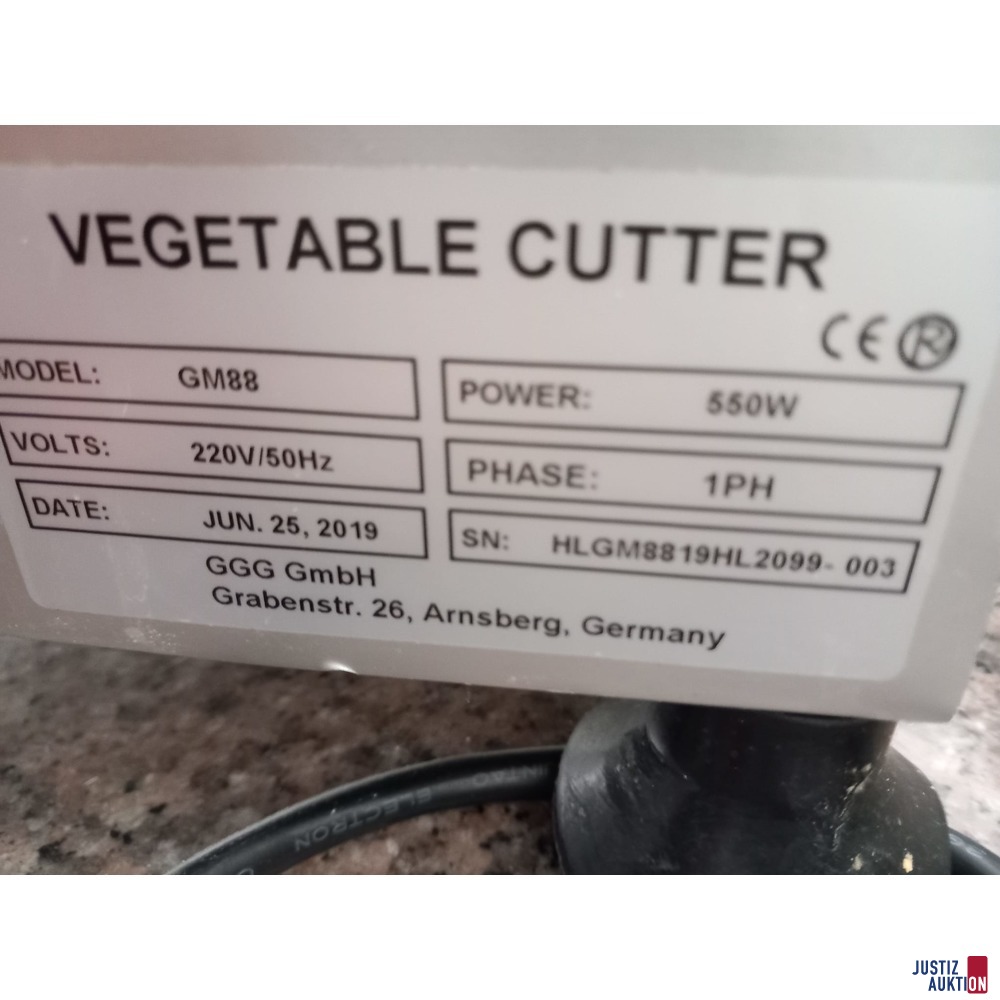 VEGETABLE CUTTER
CE R
MODEL: GM88
POWER: 550W
VOLTS: 220V/50Hz
PHASE: 1PH
DATE: JUN. 25, 2019
SN: HLGM8819HL2099- 003
GGG GmbH
Grabenstr. 26, Arnsberg, Germany
ELECTRON
JUSTIZ
AUKTION